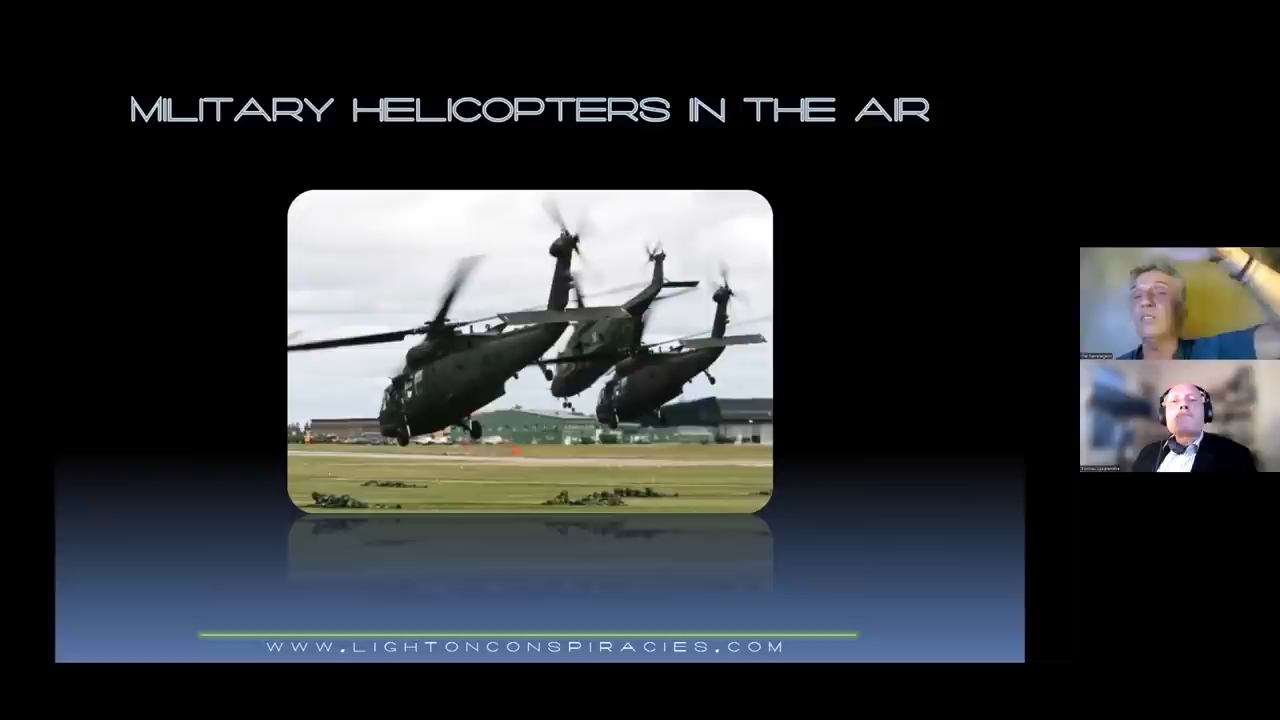 MILITARY HELICOPTERS IN THE AIR
WWW.LIGHTONCONSPIRACIES.COM